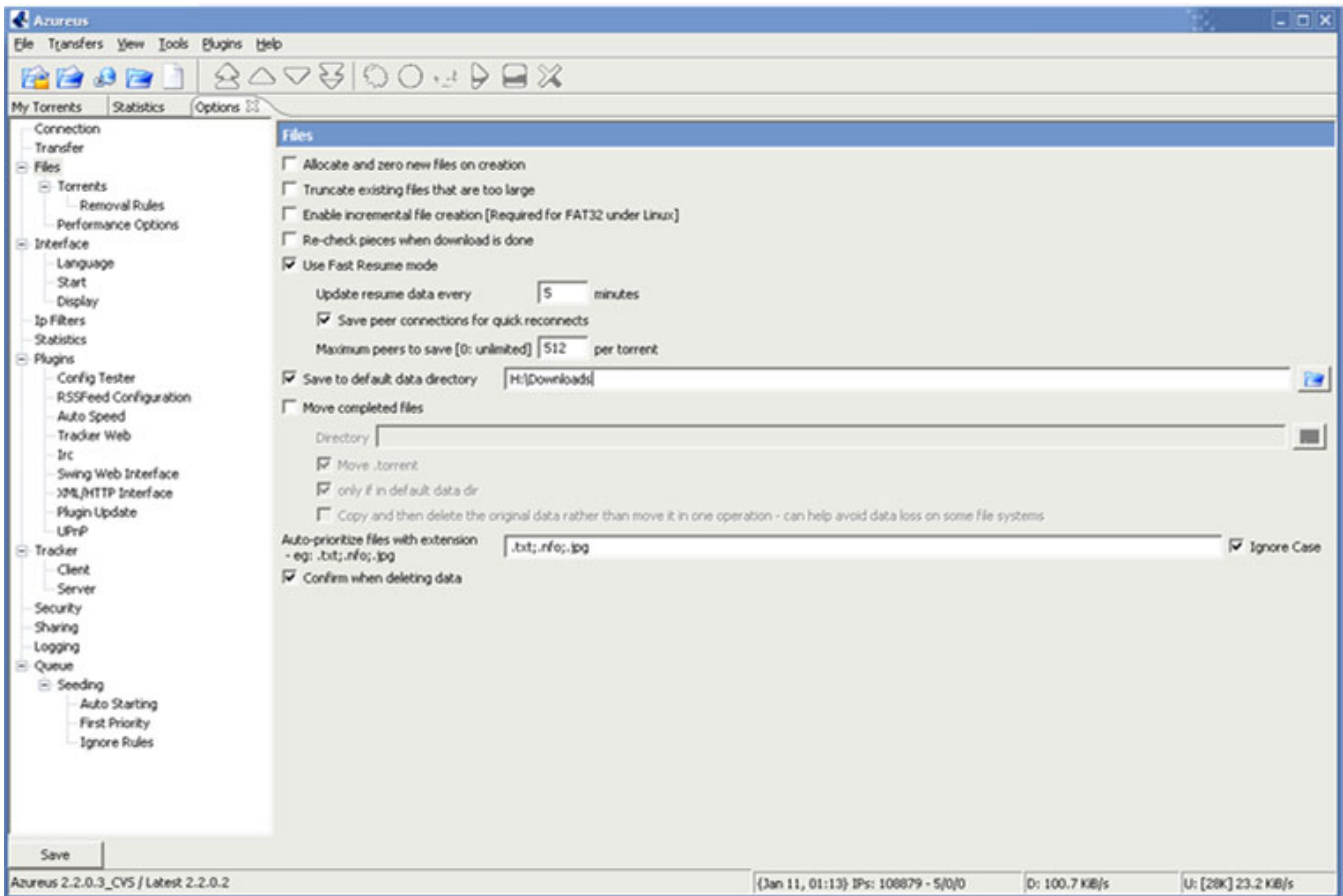 Azureus
File Transfers View Tools Plugins Help
My Torrents Statistics Options
Connection
Transfer
Files
Torrents
Removal Rules
Performance Options
Interface
Language
Start
Display
Ip Filters
Statistics
Plugins
Config Tester
RSSFeed Configuration
Auto Speed
Tracker Web
Irc
Swing Web Interface
XML/HTTP Interface
Plugin Update
UPnP
Tracker
Client
Server
Security
Sharing
Logging
Queue
Seeding
Auto Starting
First Priority
Ignore Rules
Files
Allocate and zero new files on creation
Truncate existing files that are too large
Enable incremental file creation [Required for FAT32 under Linux]
Re-check pieces when download is done
Use Fast Resume mode
Update resume data every 5 minutes
Save peer connections for quick reconnects
Maximum peers to save [0: unlimited] 512 per torrent
Save to default data directory H:\Downloads
Move completed files
Directory
Move .torrent
only if in default data dir
Copy and then delete the original data rather than move it in one operation - can help avoid data loss on some file systems
Auto-prioritize files with extension
- eg: .txt;.nfo;.jpg .txt;.nfo;.jpg Ignore Case
Confirm when deleting data
Save
Azureus 2.2.0.3_CVS / Latest 2.2.0.2 {Jan 11, 01:13} IPs: 108879 - 5/0/0 D: 100.7 KiB/s U: [28K] 23.2 KiB/s